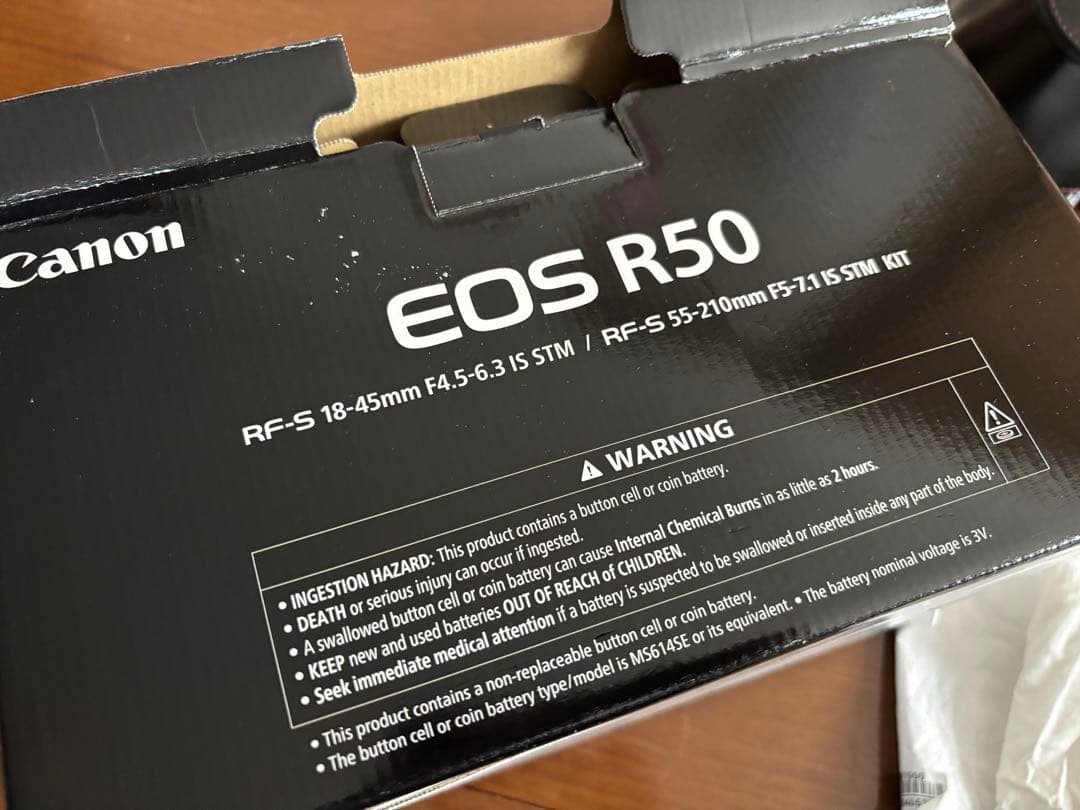 Canon
EOS R50
RF-S 18-45mm F4.5-6.3 IS STM / RF-S 55-210mm F5-7.1 IS STM KIT
WARNING
• INGESTION HAZARD: This product contains a button cell or coin battery.
• DEATH or serious injury can occur if ingested.
• A swallowed button cell or coin battery can cause Internal Chemical Burns in as little as 2 hours.
• KEEP new and used batteries OUT OF REACH of CHILDREN.
• Seek immediate medical attention if a battery is suspected to be swallowed or inserted inside any part of the body.
• This product contains a non-replaceable button cell or coin battery.
• The button cell or coin battery type/model is MS614SE or its equivalent. • The battery nominal voltage is 3V.